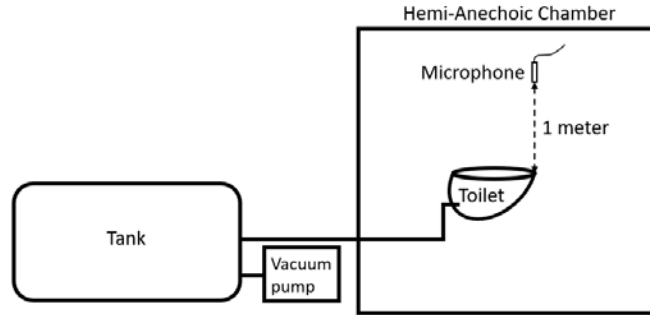 Hemi-Anechoic Chamber
Microphone
1 meter
Toilet
Tank
Vacuum
pump